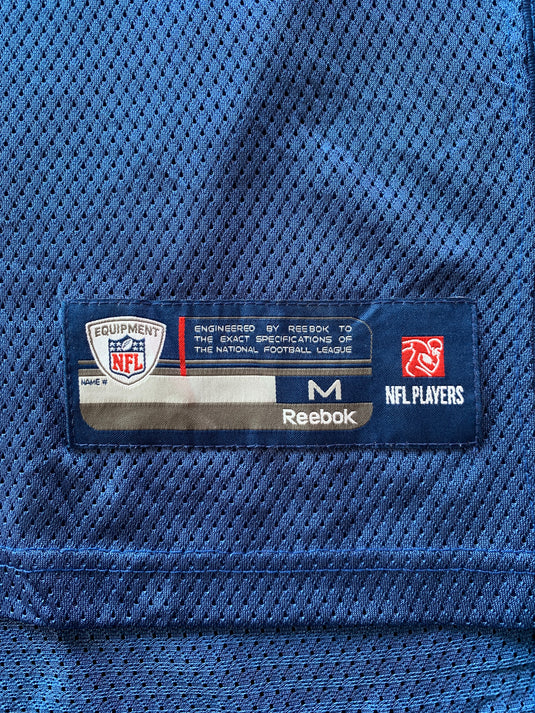 EQUIPMENT
NFL
ENGINEERED BY REEBOK TO
THE EXACT SPECIFICATIONS OF
THE NATIONAL FOOTBALL LEAGUE
NAME #
M
Reebok
NFL PLAYERS